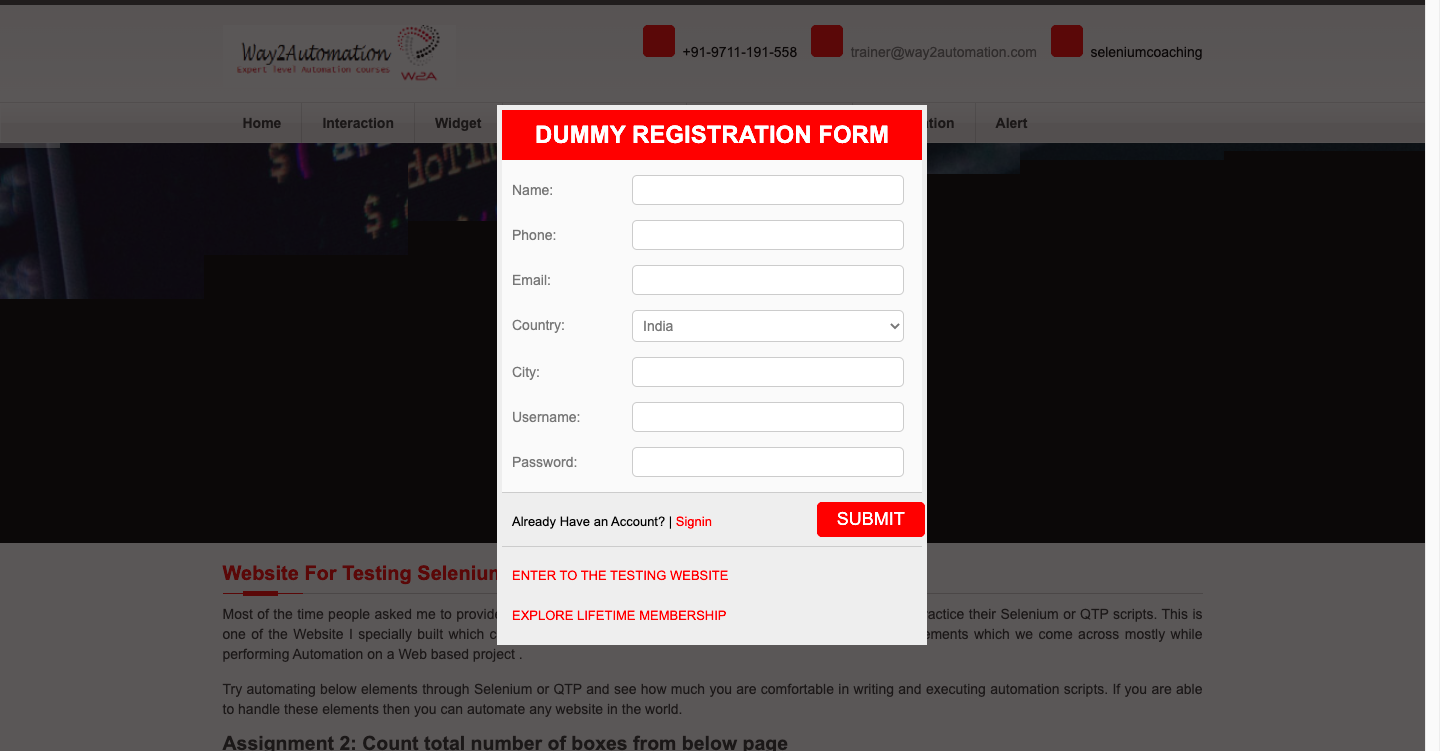 Way2Automation
Expert level Automation courses
W2A
+91-9711-191-558
trainer@way2automation.com
seleniumcoaching
Home
Interaction
Widget
Alert
DUMMY REGISTRATION FORM
Name:
Phone:
Email:
Country:
India
City:
Username:
Password:
Already Have an Account? | Signin
SUBMIT
ENTER TO THE TESTING WEBSITE
EXPLORE LIFETIME MEMBERSHIP
Website For Testing Selenium
Most of the time people asked me to provide practice their Selenium or QTP scripts. This is
one of the Website I specially built which elements which we come across mostly while
performing Automation on a Web based project .
Try automating below elements through Selenium or QTP and see how much you are comfortable in writing and executing automation scripts. If you are able
to handle these elements then you can automate any website in the world.
Assignment 2: Count total number of boxes from below page